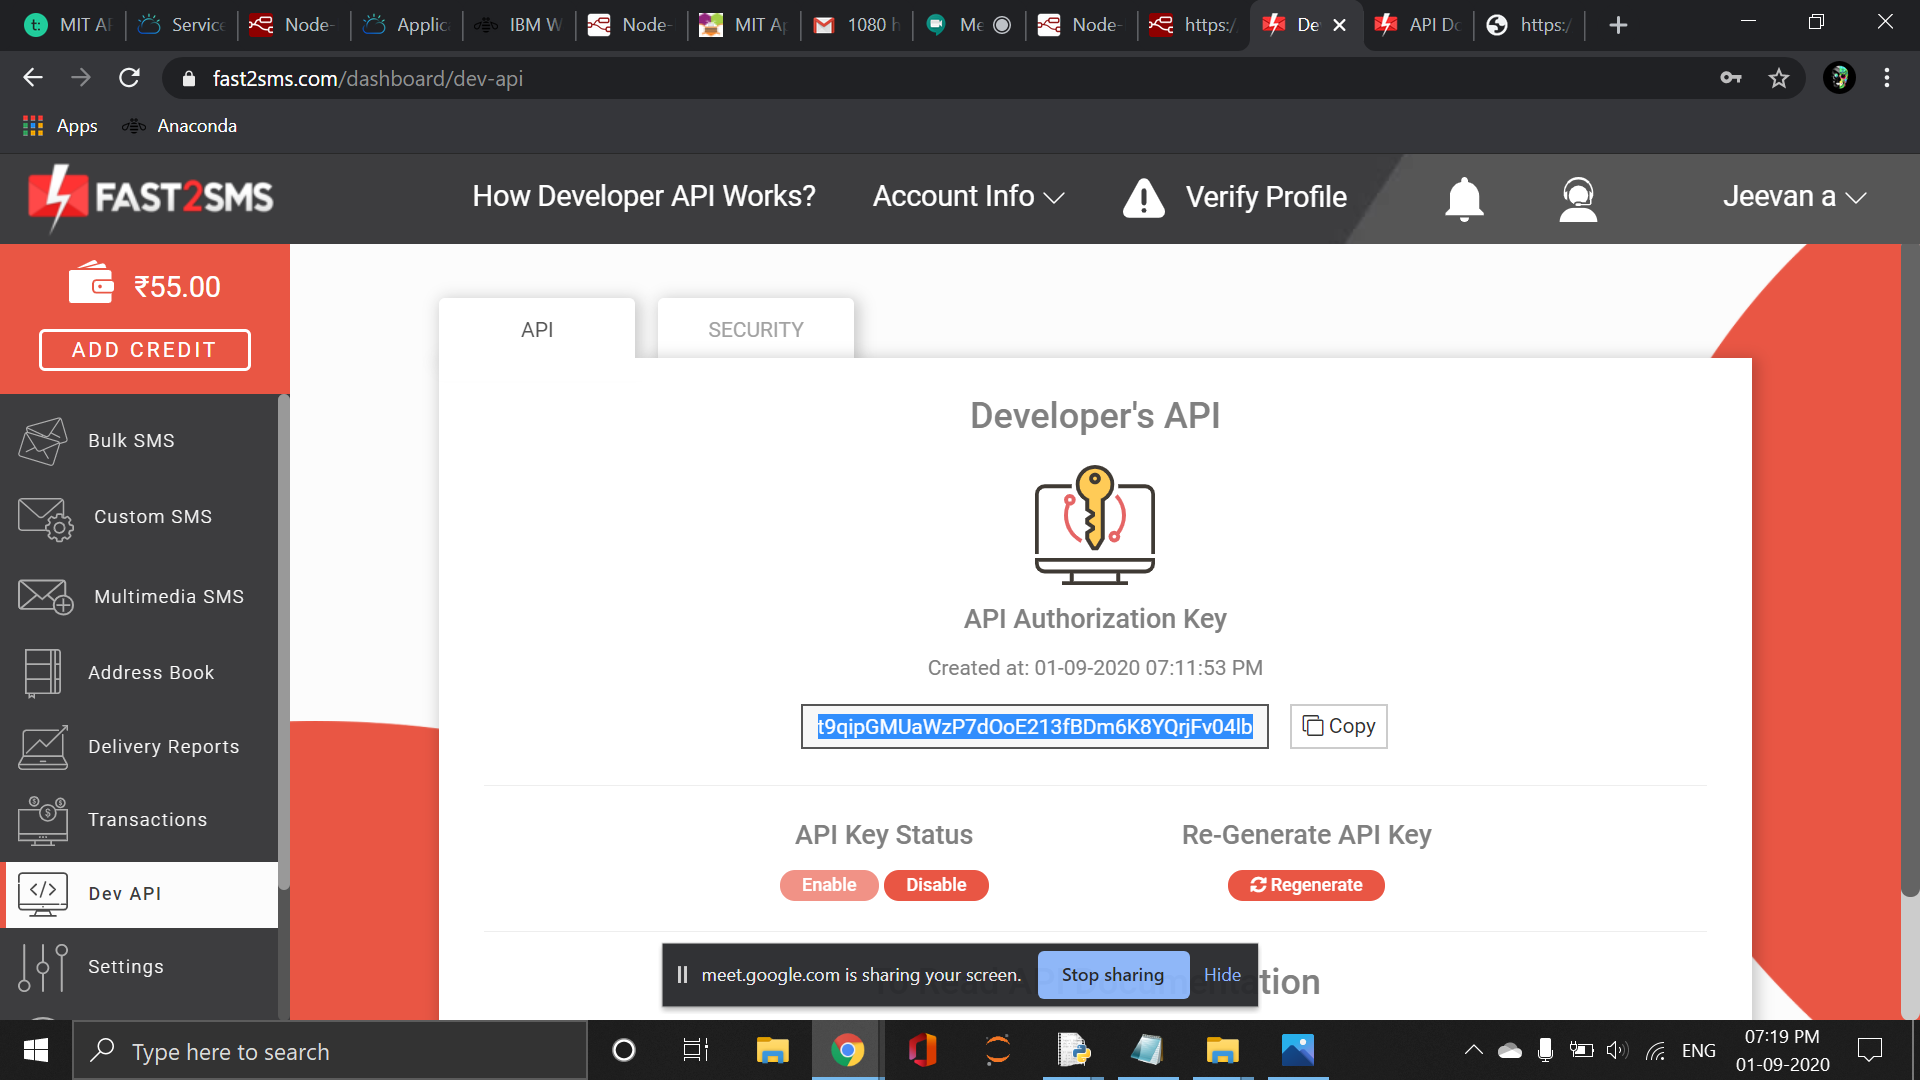 MIT A
Service
Node-
Applic
IBM W
Node-
MIT A
1080 h
Me
Node-
https:/
De
API Do
https:/
fast2sms.com/dashboard/dev-api
Apps
Anaconda
FAST2SMS
How Developer API Works?
Account Info
Verify Profile
Jeevan a
₹55.00
ADD CREDIT
Bulk SMS
Custom SMS
Multimedia SMS
Address Book
Delivery Reports
Transactions
Dev API
Settings
API
SECURITY
Developer's API
API Authorization Key
Created at: 01-09-2020 07:11:53 PM
t9qipGMUaWzP7dOoE213fBDm6K8YQrjFv04lb
Copy
API Key Status
Re-Generate API Key
Enable
Disable
Regenerate
meet.google.com is sharing your screen.
Stop sharing
Hide
Type here to search
ENG
07:19 PM
01-09-2020